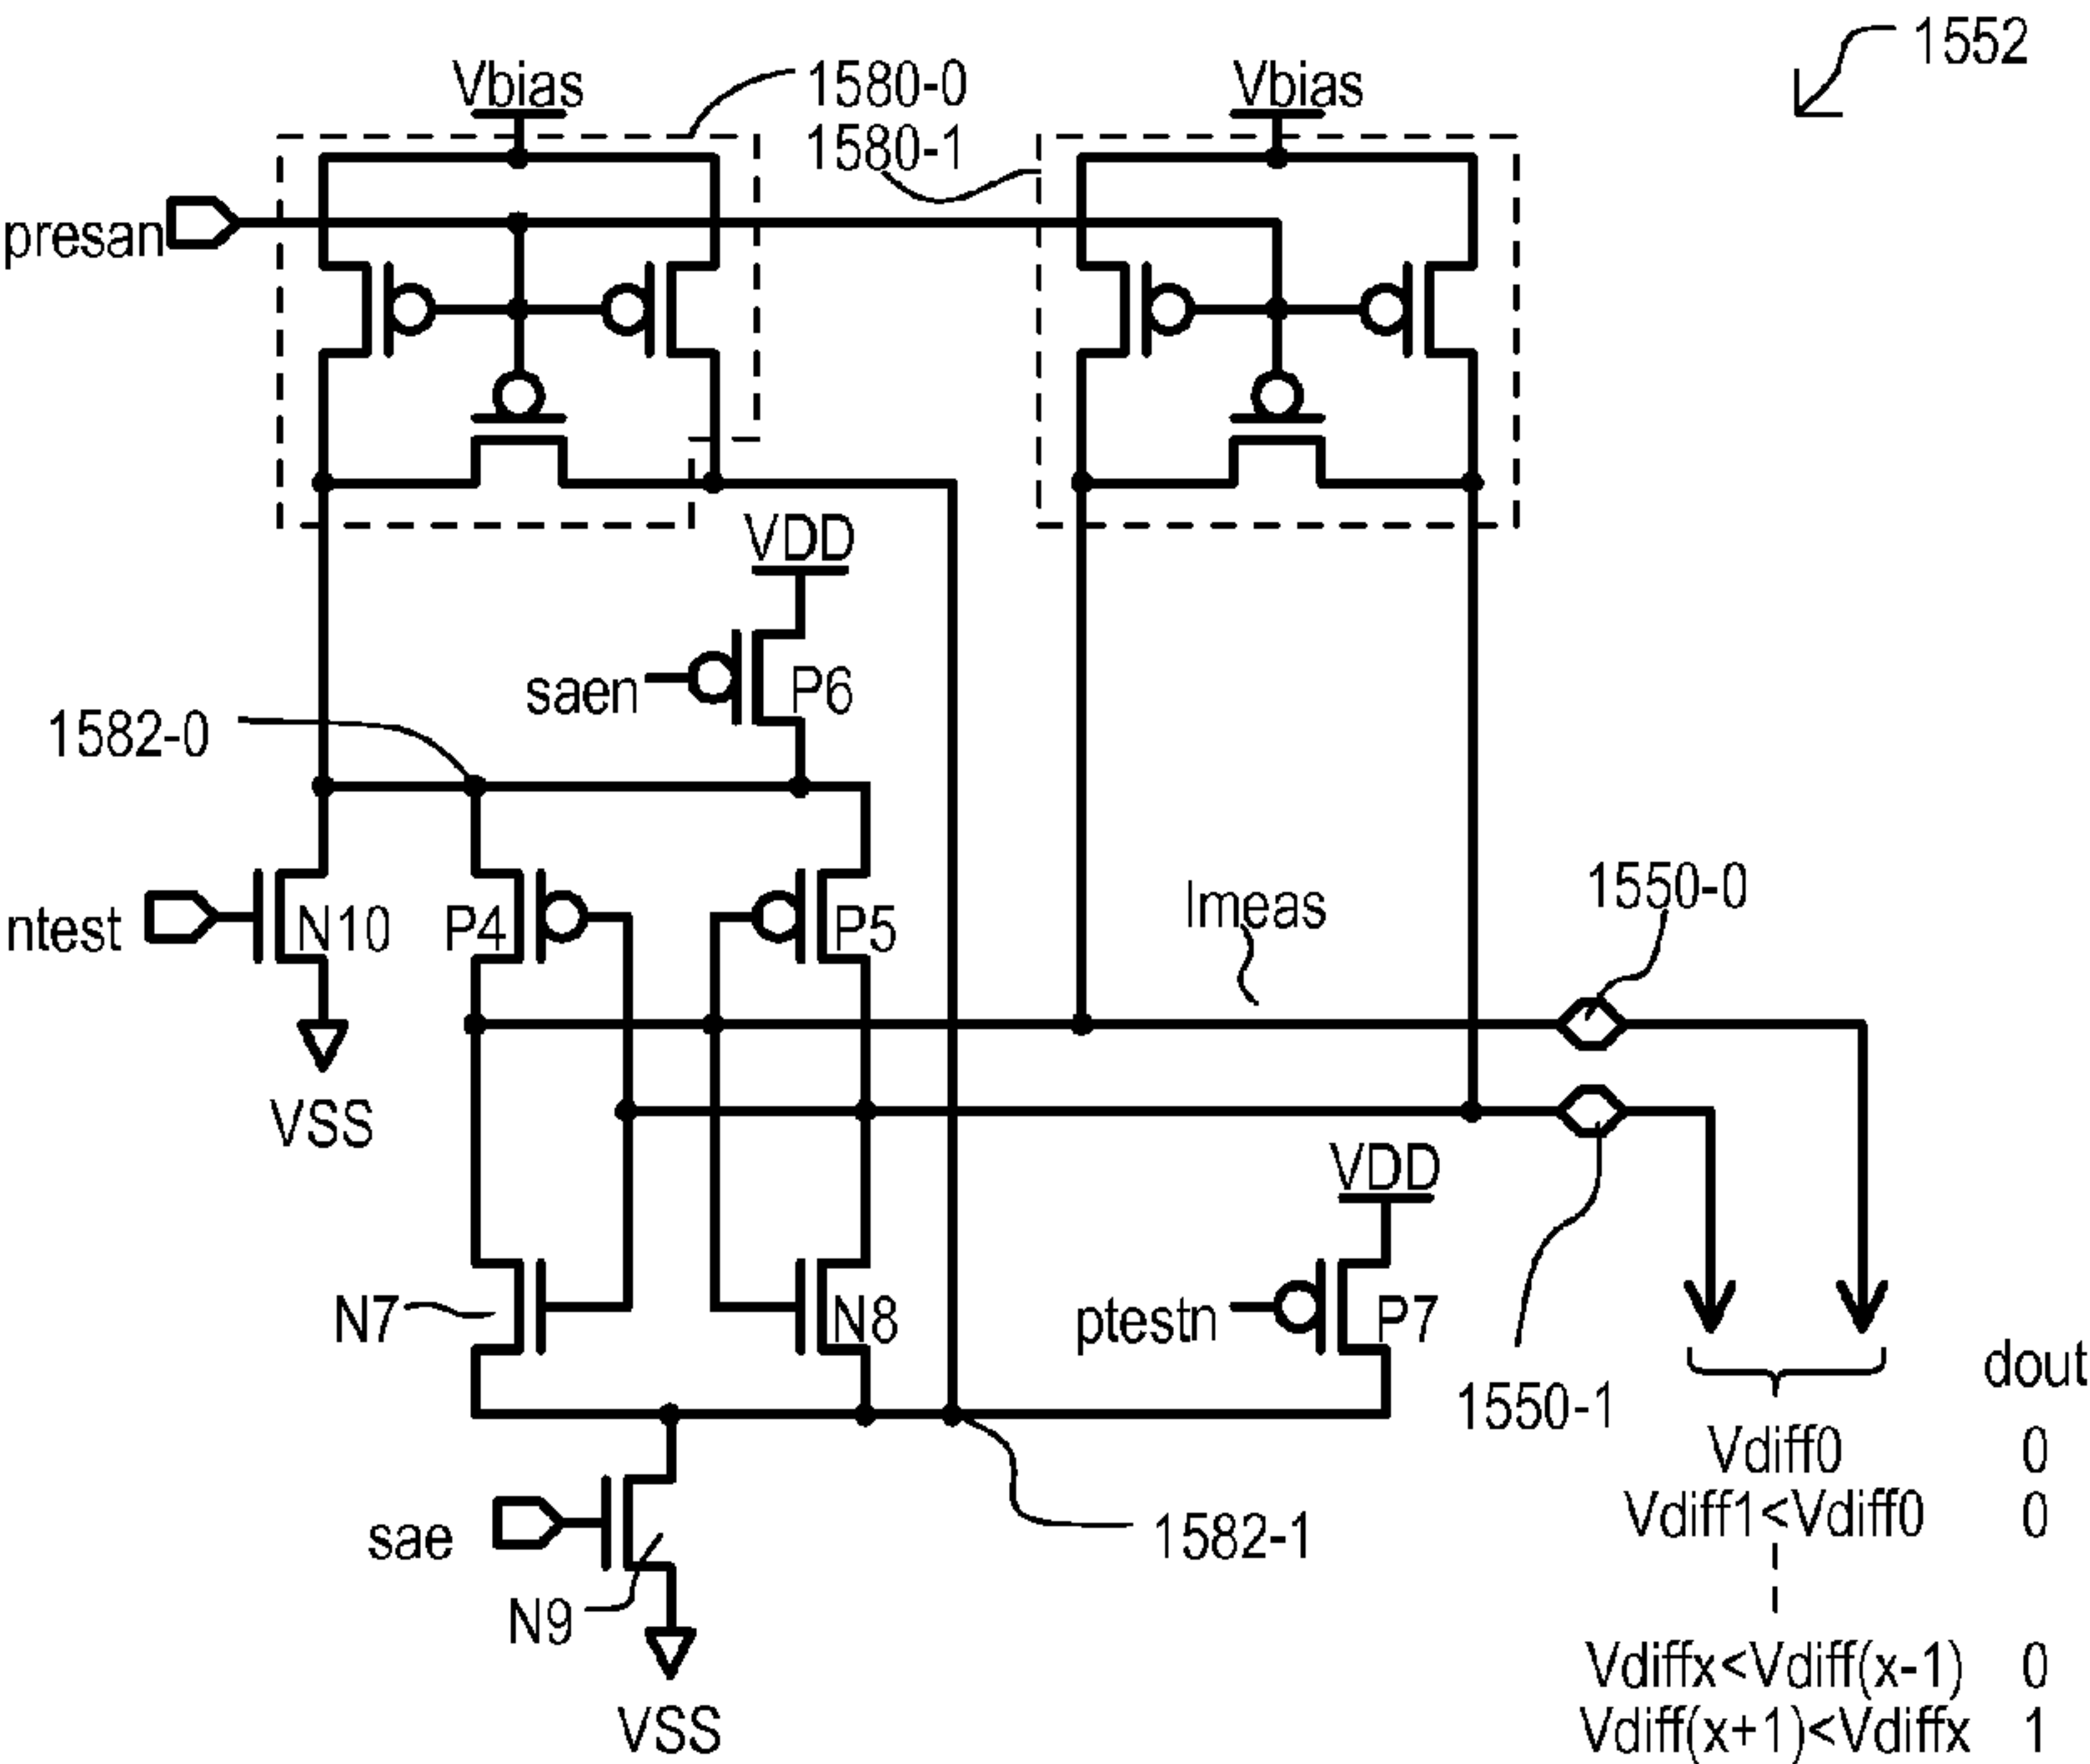 1552
Vbias
1580-0
Vbias
1580-1
presan
VDD
saen
P6
1582-0
ntest
N10
P4
P5
Imeas
1550-0
VSS
VDD
N7
N8
ptestn
P7
1550-1
dout
Vdiff0 0
sae
1582-1
Vdiff1<Vdiff0 0
N9
Vdiffx<Vdiff(x-1) 0
VSS
Vdiff(x+1)<Vdiffx 1